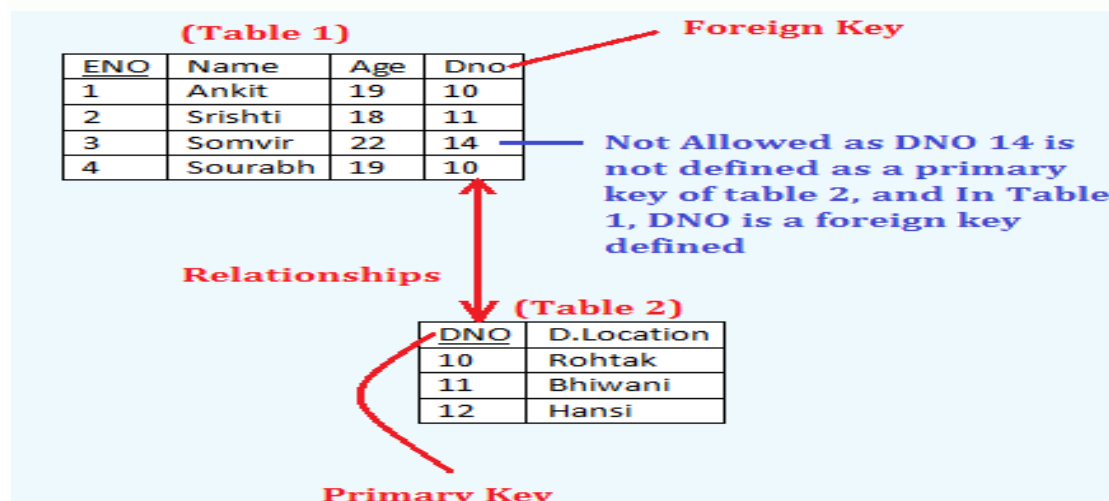 (Table 1)
Foreign Key
ENO Name Age Dno
1 Ankit 19 10
2 Srishti 18 11
3 Somvir 22 14
4 Sourabh 19 10
Not Allowed as DNO 14 is
not defined as a primary
key of table 2, and In Table
1, DNO is a foreign key
defined
Relationships
(Table 2)
DNO D.Location
10 Rohtak
11 Bhiwani
12 Hansi
Primary Key